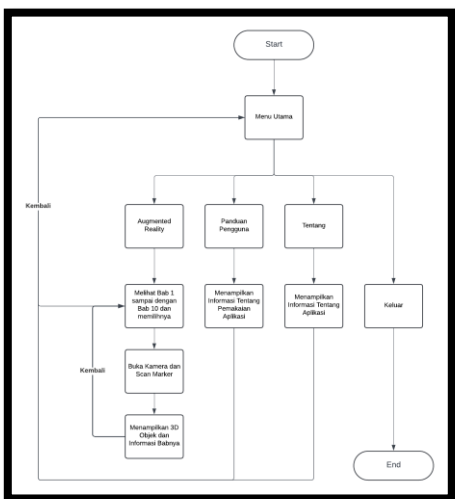 Start
Menu Utama
Kembali
Augmented
Reality
Panduan
Pengguna
Tentang
Melihat Bab 1
sampai dengan
Bab 10 dan
memilihnya
Menampilkan
Informasi Tentang
Pemakaian
Aplikasi
Menampilkan
Informasi Tentang
Aplikasi
Keluar
Kembali
Buka Kamera dan
Scan Marker
Menampilkan 3D
Objek dan
Informasi Babnya
End